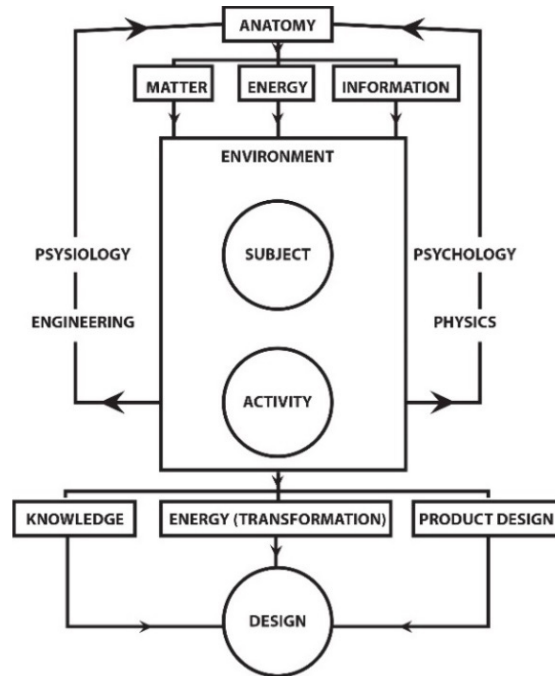 ANATOMY
MATTER
ENERGY
INFORMATION
ENVIRONMENT
SUBJECT
PSYSIOLOGY
PSYCHOLOGY
ENGINEERING
PHYSICS
ACTIVITY
KNOWLEDGE
ENERGY (TRANSFORMATION)
PRODUCT DESIGN
DESIGN